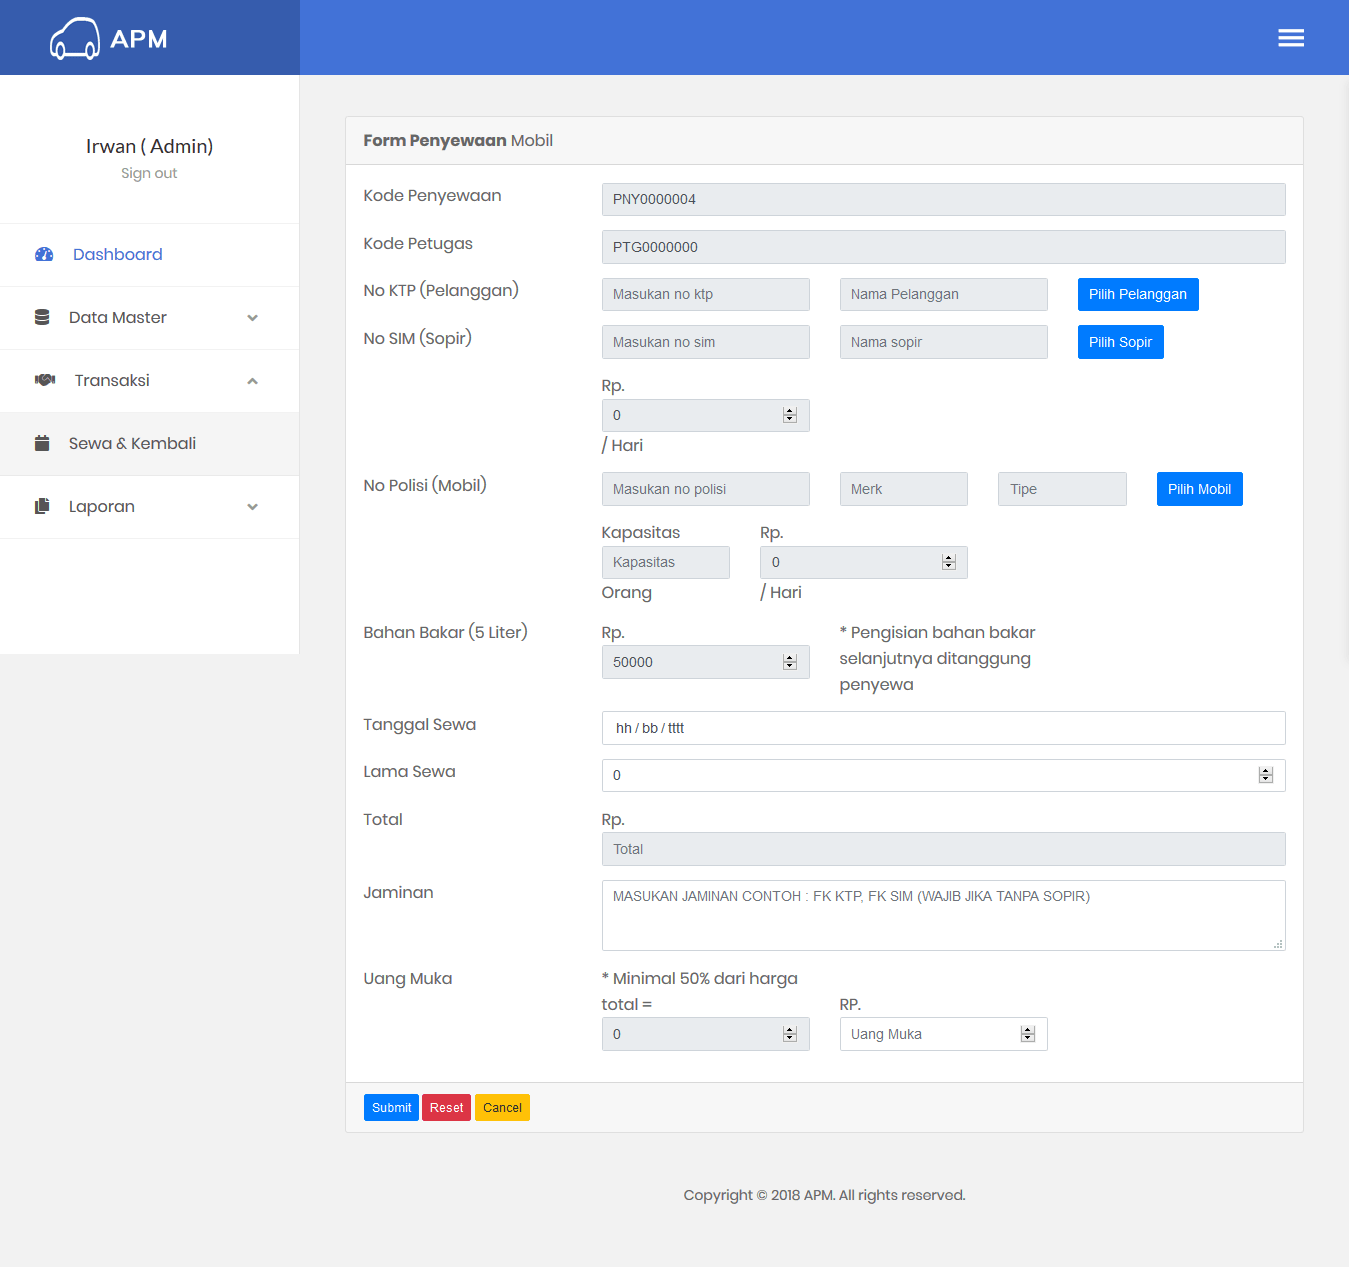 APM
Irwan ( Admin)
Sign out
Dashboard
Data Master
Transaksi
Sewa & Kembali
Laporan
Form Penyewaan Mobil
Kode Penyewaan PNY0000004
Kode Petugas PTG0000000
No KTP (Pelanggan) Masukan no ktp Nama Pelanggan Pilih Pelanggan
No SIM (Sopir) Masukan no sim Nama sopir Pilih Sopir
Rp.
0
/ Hari
No Polisi (Mobil) Masukan no polisi Merk Tipe Pilih Mobil
Kapasitas Rp.
Kapasitas 0
Orang / Hari
Bahan Bakar (5 Liter) Rp. * Pengisian bahan bakar
50000 selanjutnya ditanggung
penyewa
Tanggal Sewa hh / bb / tttt
Lama Sewa 0
Total Rp.
Total
Jaminan MASUKAN JAMINAN CONTOH : FK KTP, FK SIM (WAJIB JIKA TANPA SOPIR)
Uang Muka * Minimal 50% dari harga
total = RP.
0 Uang Muka
Submit Reset Cancel
Copyright © 2018 APM. All rights reserved.